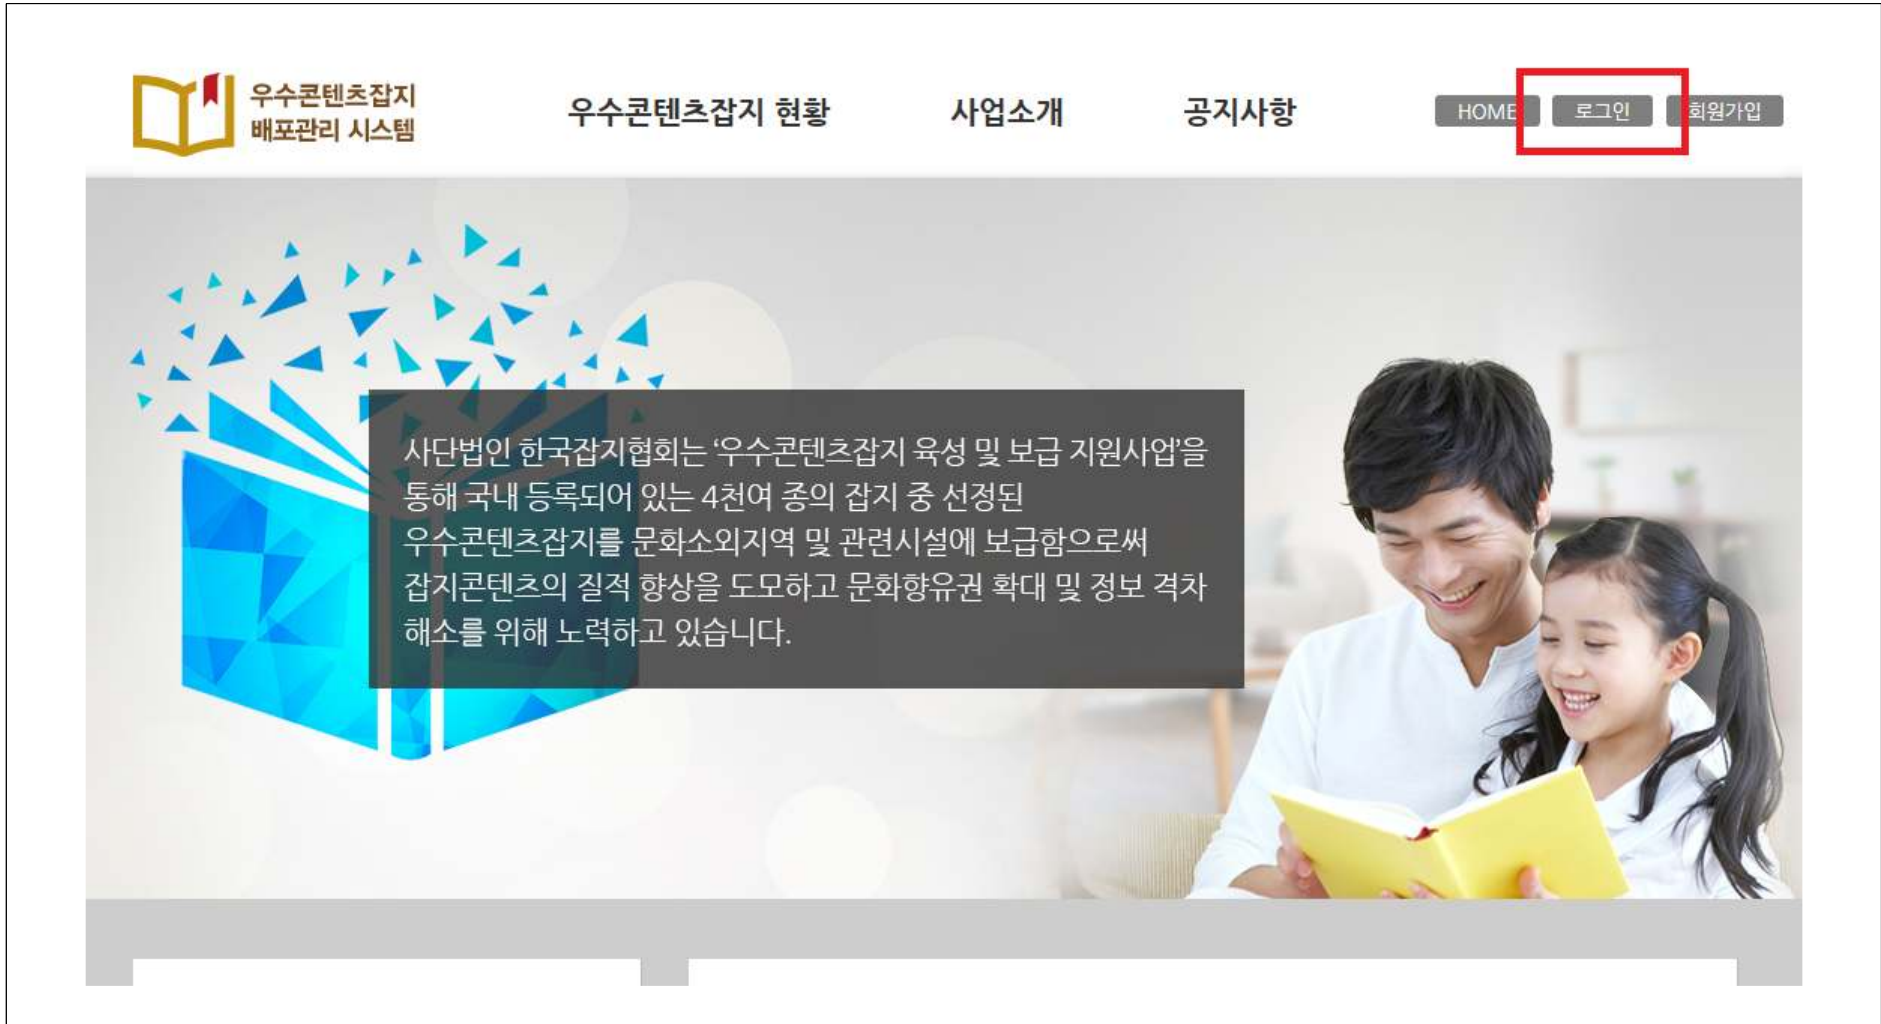 우수콘텐츠잡지
배포관리 시스템
우수콘텐츠잡지 현황
사업소개
공지사항
HOME
로그인
회원가입
사단법인 한국잡지협회는 ‘우수콘텐츠잡지 육성 및 보급 지원사업’을
통해 국내 등록되어 있는 4천여 종의 잡지 중 선정된
우수콘텐츠잡지를 문화소외지역 및 관련시설에 보급함으로써
잡지콘텐츠의 질적 향상을 도모하고 문화향유권 확대 및 정보 격차
해소를 위해 노력하고 있습니다.